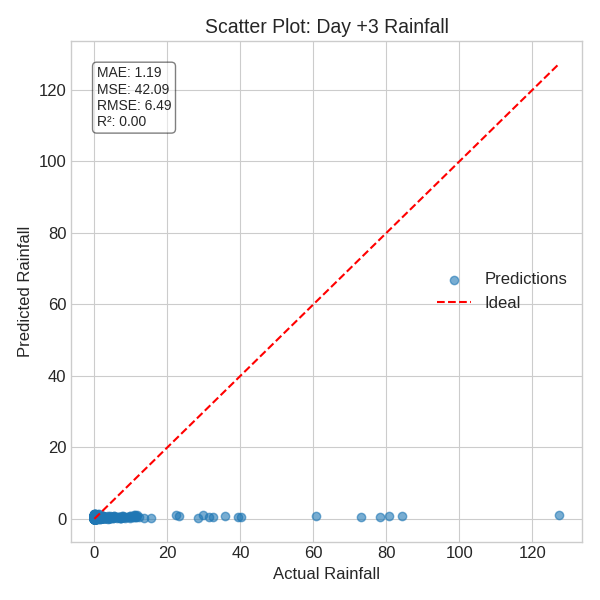 Scatter Plot: Day +3 Rainfall
MAE: 1.19
MSE: 42.09
RMSE: 6.49
R²: 0.00
120
100
80
60
40
20
0
Predicted Rainfall
Predictions
Ideal
0 20 40 60 80 100 120
Actual Rainfall